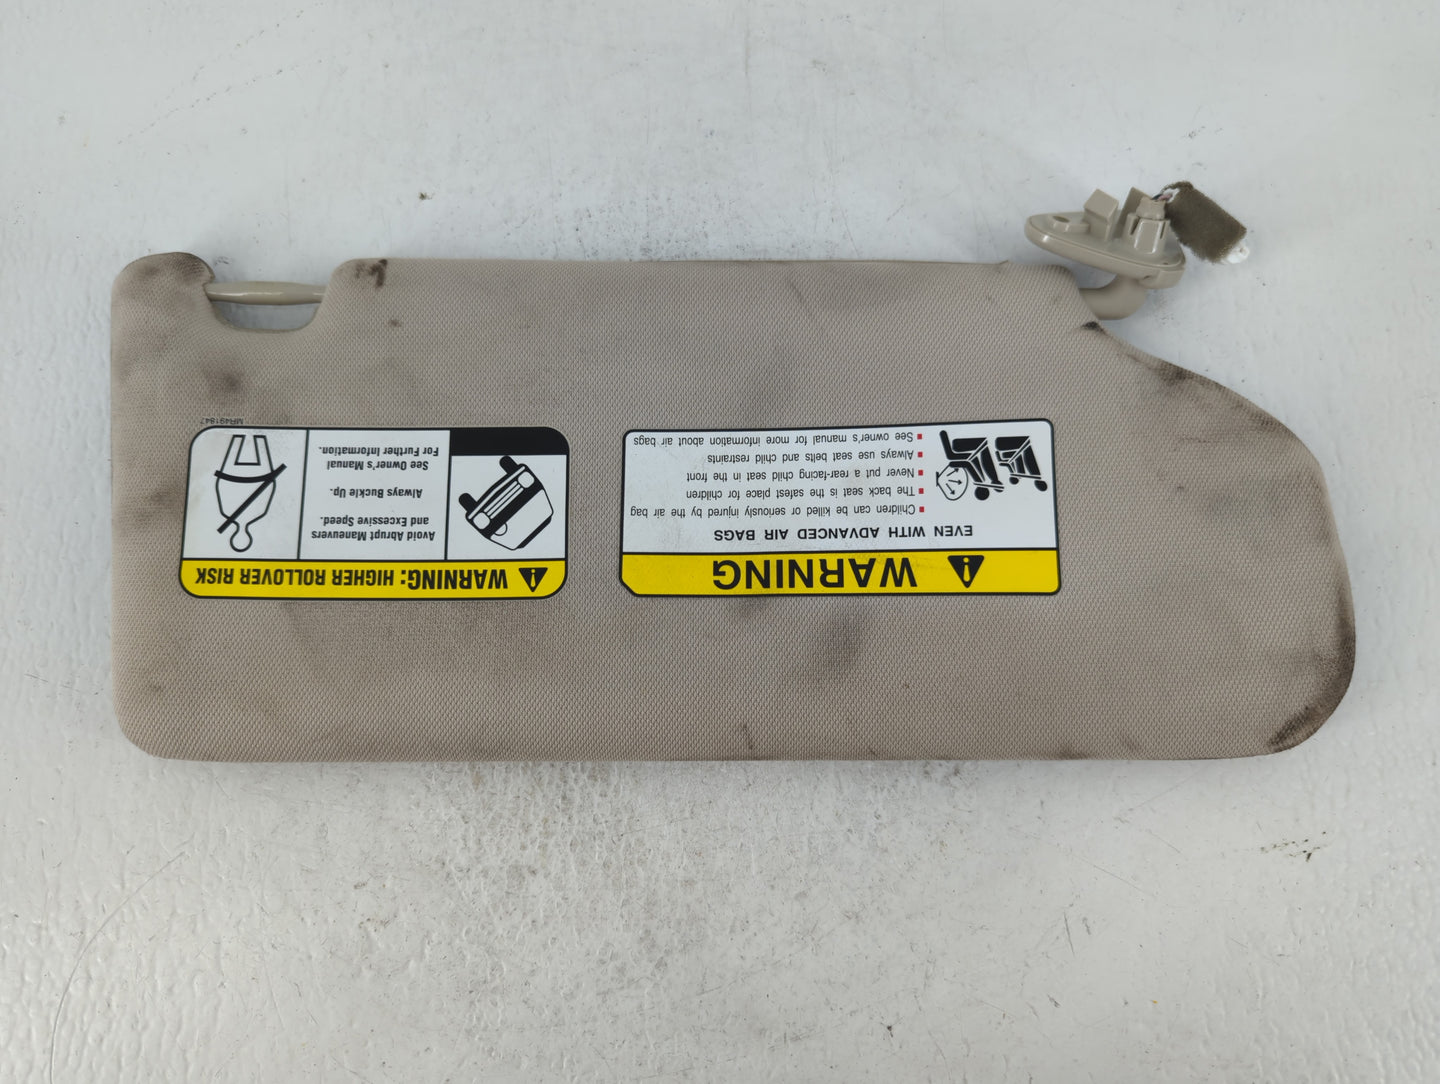 WARNING
EVEN WITH ADVANCED AIR BAGS
Children can be killed or seriously injured by the air bag
The back seat is the safest place for children
Never put a rear-facing child seat in the front
Always use seat belts and child restraints
See owner's manual for more information about air bags
WARNING: HIGHER ROLLOVER RISK
Avoid Abrupt Maneuvers
and Excessive Speed.
Always Buckle Up.
See Owner's Manual
For Further Information.
MR491847